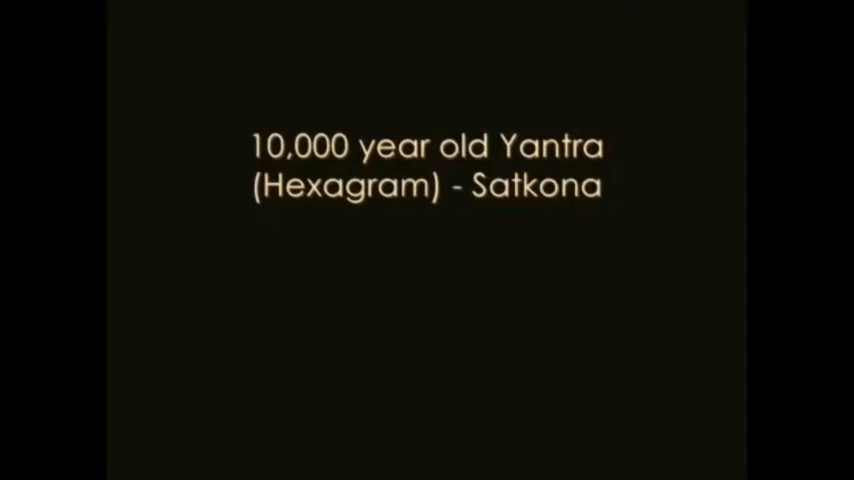 10,000 year old Yantra
(Hexagram) - Satkona